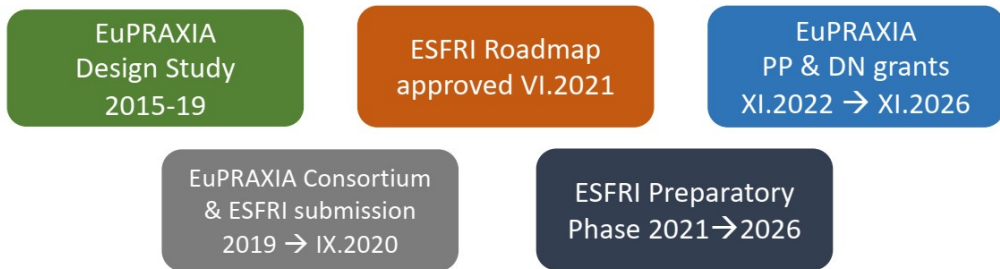 EuPRAXIA
Design Study
2015-19
ESFRI Roadmap
approved VI.2021
EuPRAXIA
PP & DN grants
XI.2022 → XI.2026
EuPRAXIA Consortium
& ESFRI submission
2019 → IX.2020
ESFRI Preparatory
Phase 2021→2026